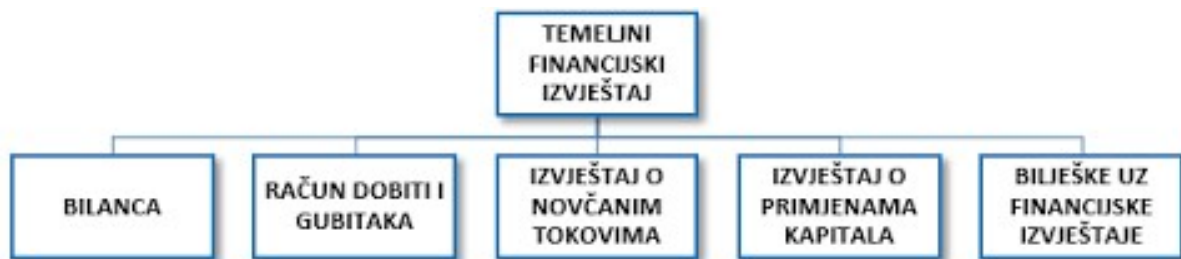 TEMELJNI
FINANCIJSKI
IZVJEŠTAJ
BILANCA
RAČUN DOBITI I
GUBITAKA
IZVJEŠTAJ O
NOVČANIM
TOKOVIMA
IZVJEŠTAJ O
PRIMJENAMA
KAPITALA
BILJEŠKE UZ
FINANCIJSKE
IZVJEŠTAJE